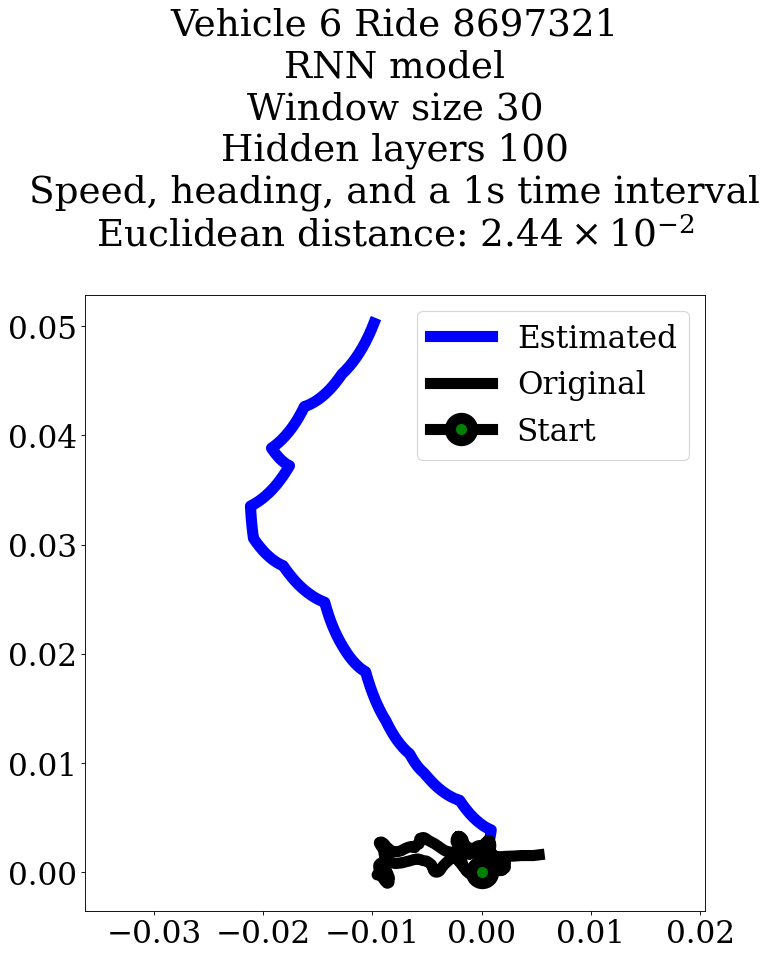 Vehicle 6 Ride 8697321
RNN model
Window size 30
Hidden layers 100
Speed, heading, and a 1s time interval
Euclidean distance: 2.44 × 10⁻²
Estimated
Original
Start
0.05
0.04
0.03
0.02
0.01
0.00
−0.03 −0.02 −0.01 0.00 0.01 0.02